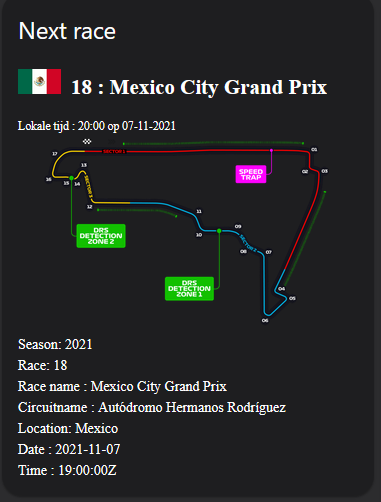 Next race
18 : Mexico City Grand Prix
Lokale tijd : 20:00 op 07-11-2021
SECTOR 1
01
17
13
SPEED
TRAP
02
03
16
15
14
SECTOR 3
12
11
DRS
DETECTION
ZONE 2
10
09
SECTOR 2
08
07
DRS
DETECTION
ZONE 1
04
05
06
Season: 2021
Race: 18
Race name : Mexico City Grand Prix
Circuitname : Autódromo Hermanos Rodríguez
Location: Mexico
Date : 2021-11-07
Time : 19:00:00Z